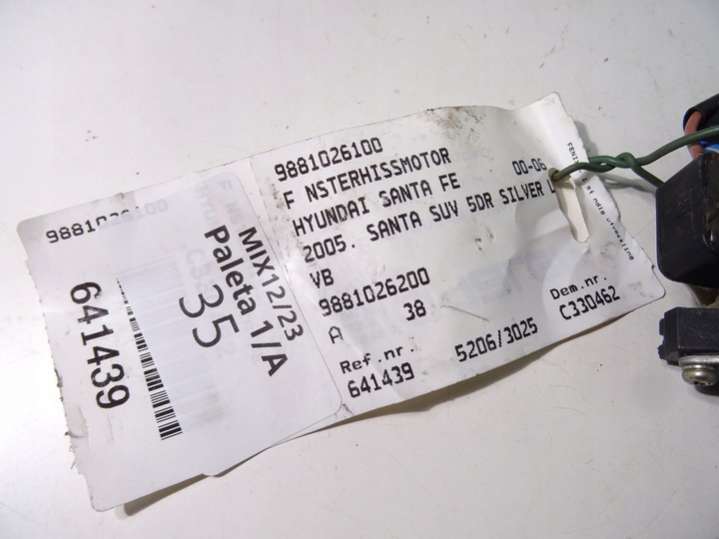 9881026100
F NSTERHISSMOTOR
HYUNDAI SANTA FE 00-06
2005. SANTA SUV 5DR SILVER L
VB
9881026200
A 38
Ref.nr. 5206/3025 Dem.nr.
641439 C330462
9881026100
MIX12/23
Paleta 1/A
35
641439